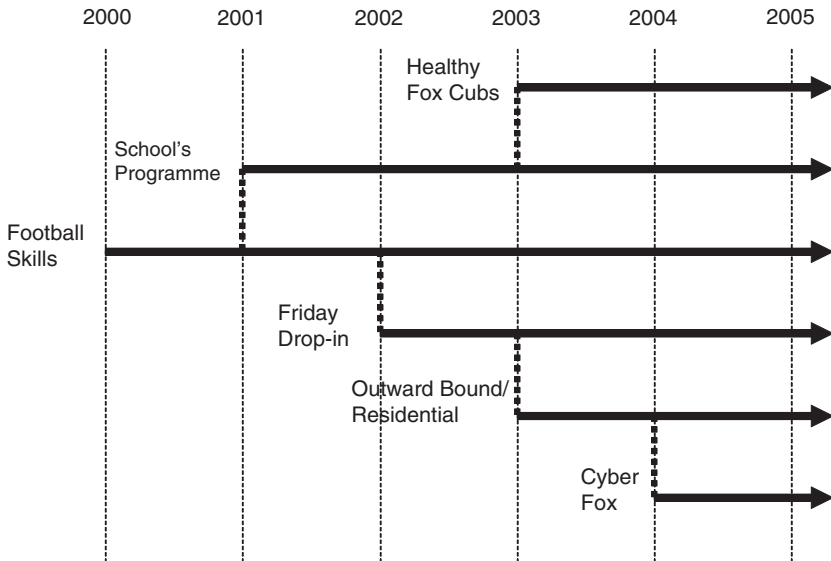 2000 2001 2002 2003 2004 2005
Healthy
Fox Cubs
School's
Programme
Football
Skills
Friday
Drop-in
Outward Bound/
Residential
Cyber
Fox